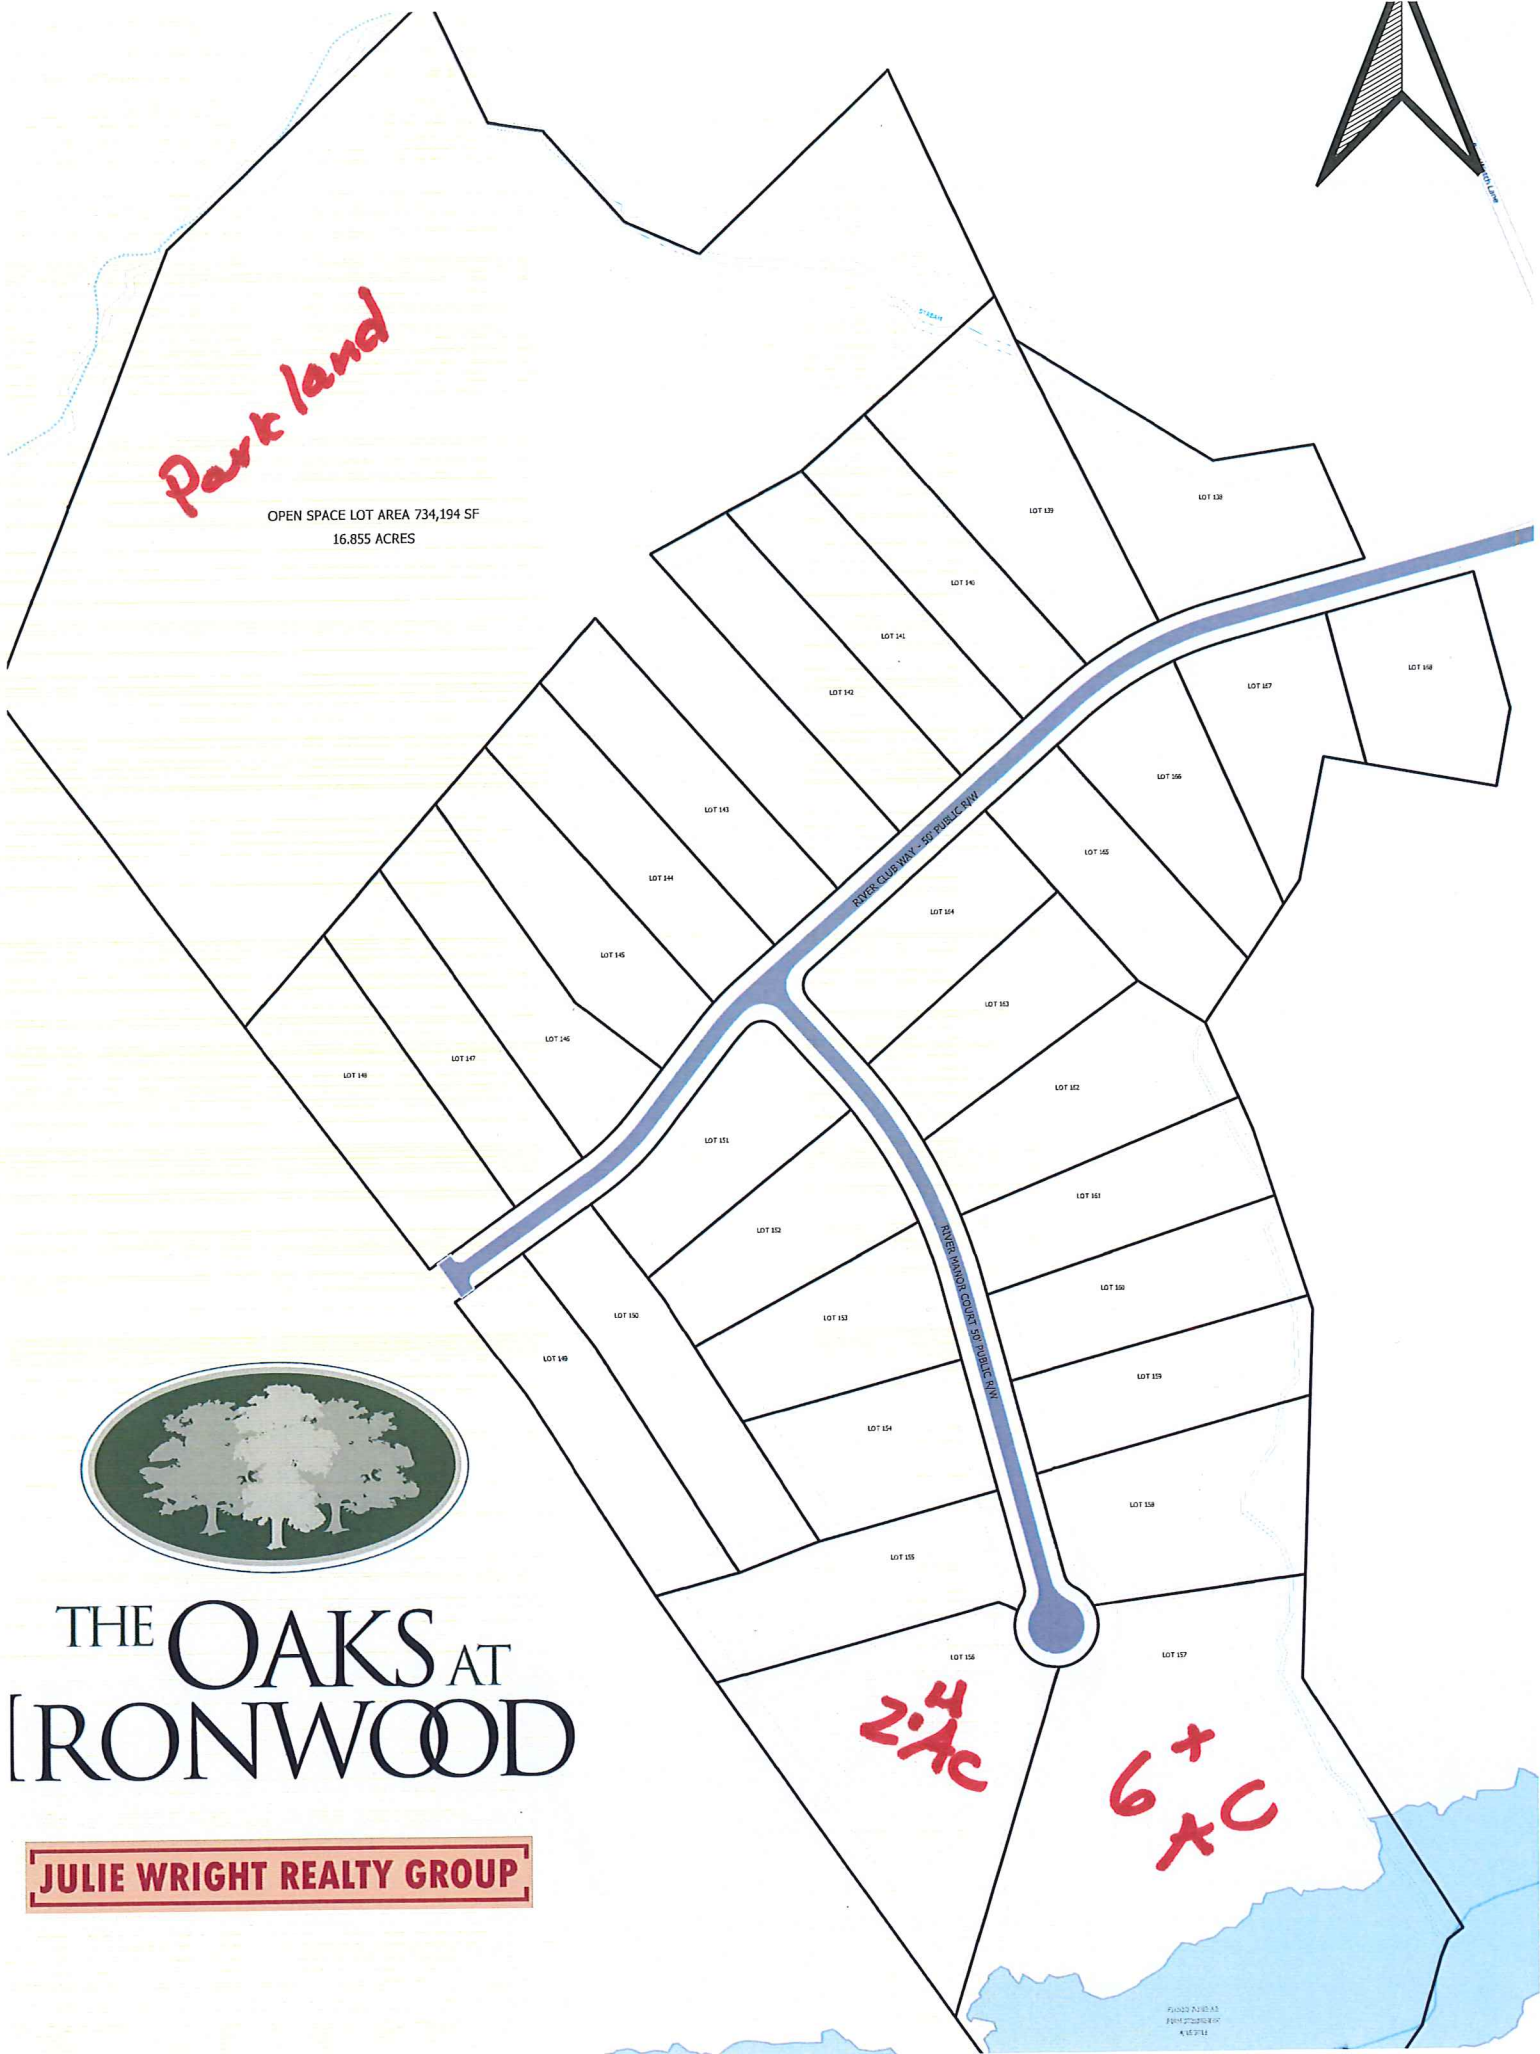 Park land
STREAM
OPEN SPACE LOT AREA 734,194 SF
16.855 ACRES
LOT 138
LOT 139
LOT 140
LOT 141
LOT 142
LOT 143
LOT 144
LOT 145
LOT 146
LOT 147
LOT 148
LOT 168
LOT 167
LOT 166
LOT 165
LOT 164
LOT 163
LOT 162
LOT 161
LOT 160
LOT 159
LOT 158
LOT 157
RIVER CLUB WAY - 50' PUBLIC R/W
RIVER MANOR COURT 50' PUBLIC R/W
LOT 151
LOT 152
LOT 153
LOT 154
LOT 150
LOT 149
LOT 155
LOT 156
2.4 AC
6+ AC
THE OAKS AT
IRONWOOD
JULIE WRIGHT REALTY GROUP